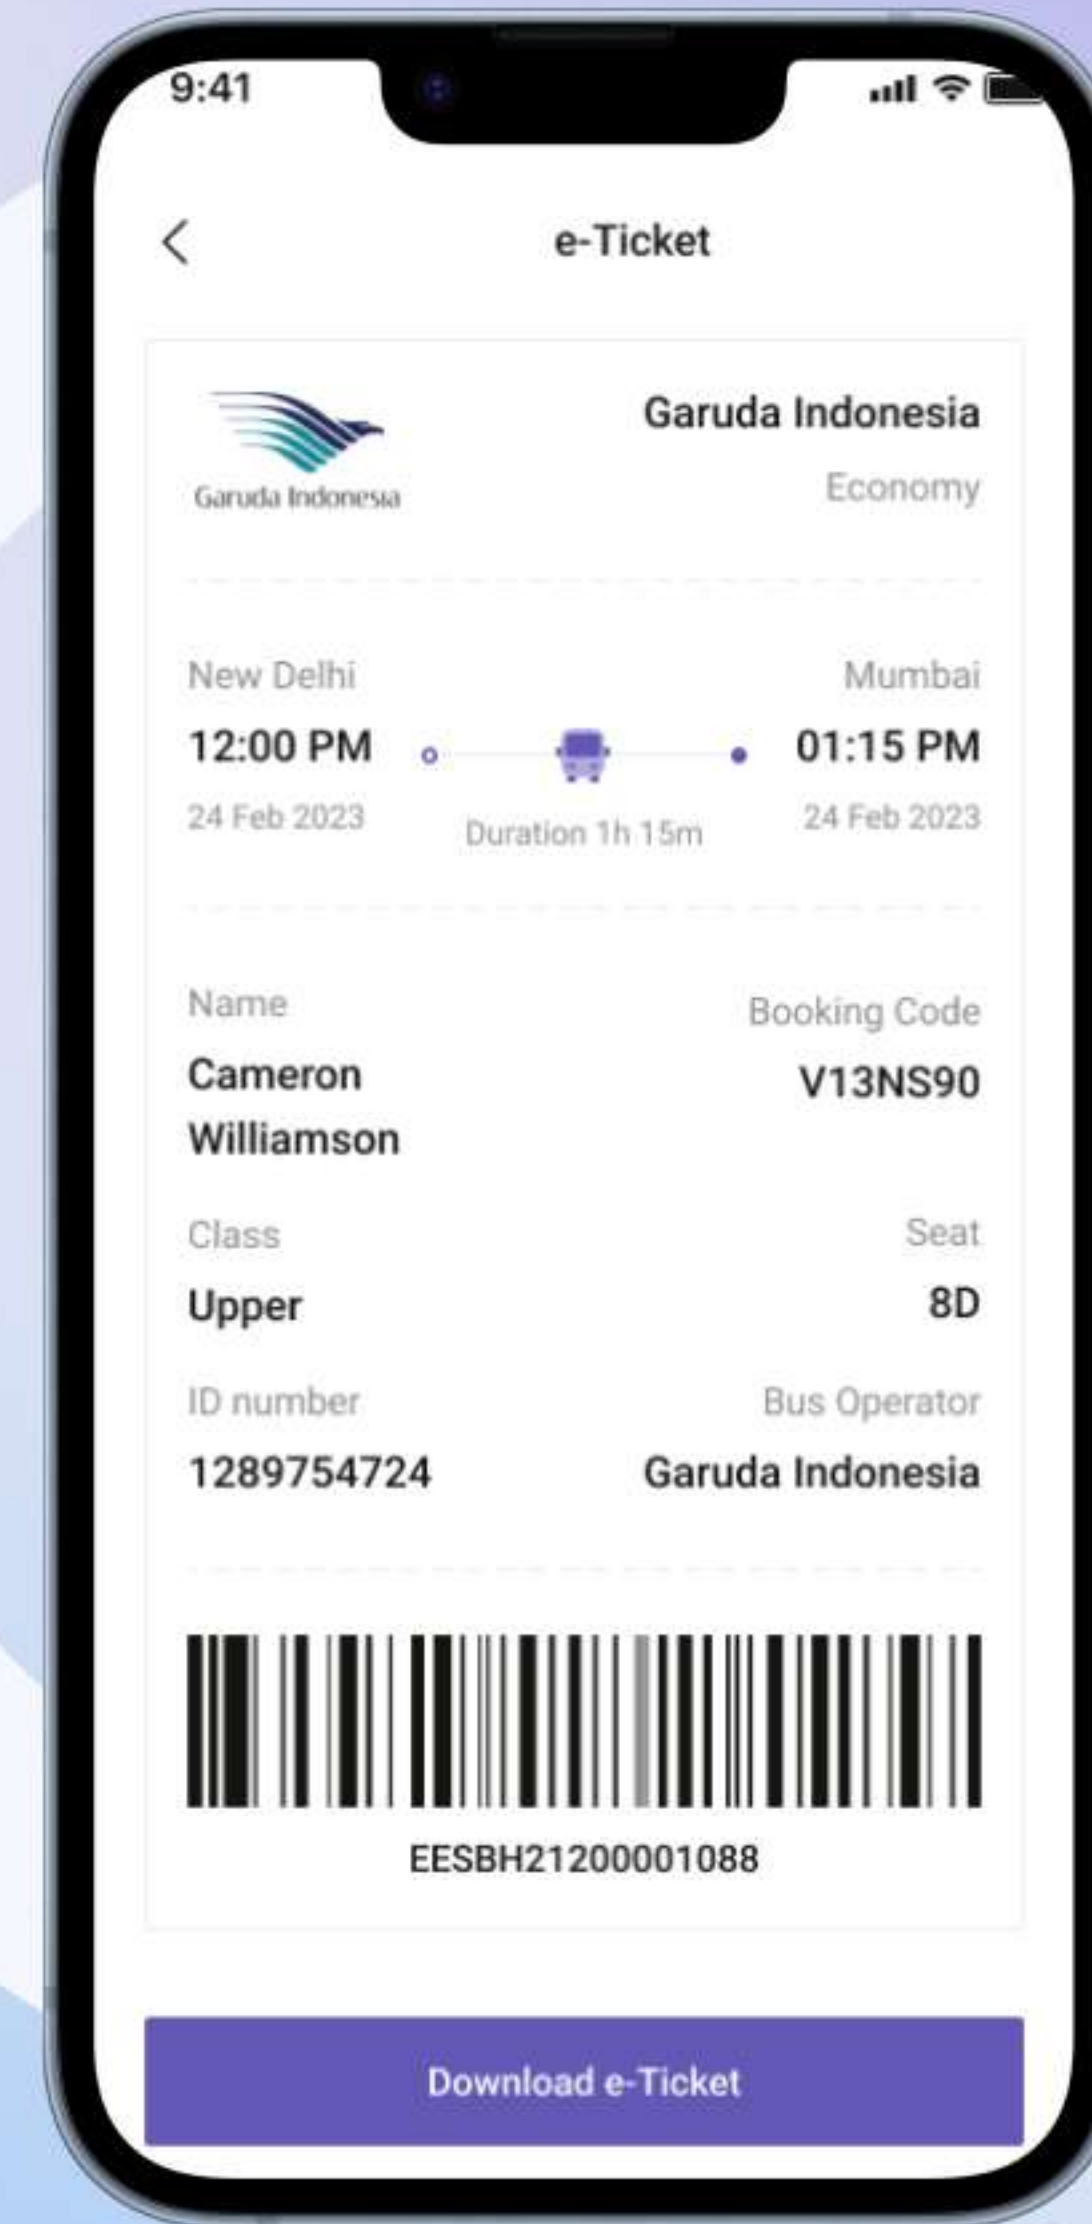 9:41
e-Ticket
Garuda Indonesia
Garuda Indonesia
Economy
New Delhi
Mumbai
12:00 PM
01:15 PM
24 Feb 2023
Duration 1h 15m
24 Feb 2023
Name
Booking Code
Cameron
Williamson
V13NS90
Class
Seat
Upper
8D
ID number
Bus Operator
1289754724
Garuda Indonesia
EESBH21200001088
Download e-Ticket